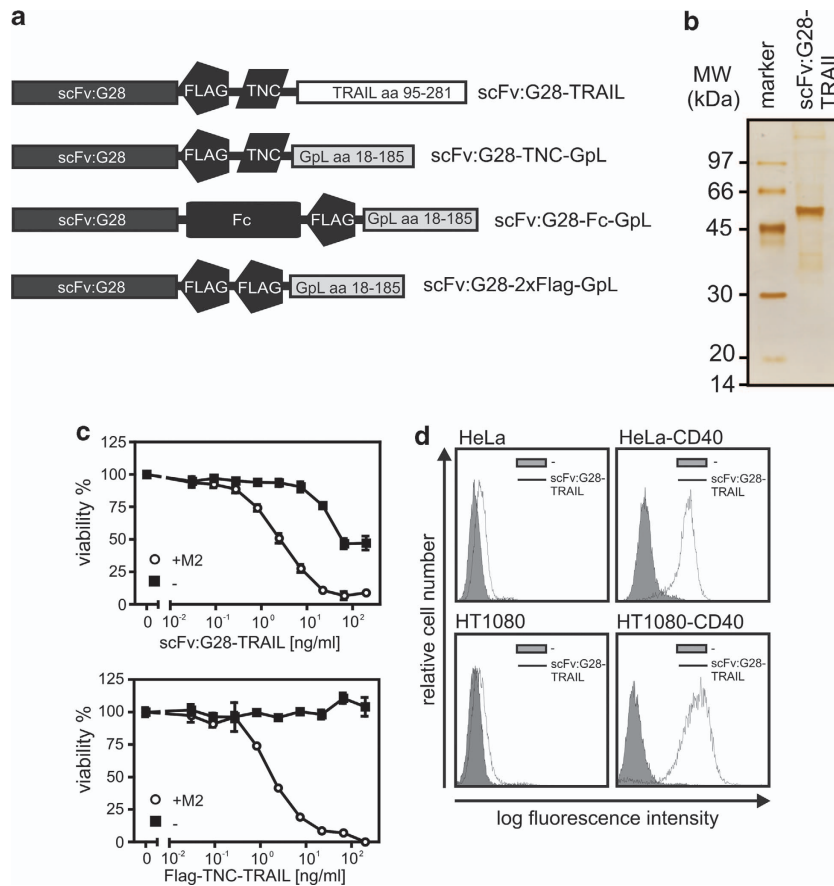 a
scFv:G28 FLAG TNC TRAIL aa 95-281 scFv:G28-TRAIL
scFv:G28 FLAG TNC GpL aa 18-185 scFv:G28-TNC-GpL
scFv:G28 Fc FLAG GpL aa 18-185 scFv:G28-Fc-GpL
scFv:G28 FLAG FLAG GpL aa 18-185 scFv:G28-2xFlag-GpL
b
MW
(kDa)
marker
scFv:G28-
TRAIL
97
66
45
30
20
14
c
viability %
125
100
75
50
25
0
+M2
-
0 10-2 10-1 100 101 102
scFv:G28-TRAIL [ng/ml]
viability %
125
100
75
50
25
0
+M2
-
0 10-2 10-1 100 101 102
Flag-TNC-TRAIL [ng/ml]
d
relative cell number
HeLa
-
scFv:G28-
TRAIL
HeLa-CD40
-
scFv:G28-
TRAIL
HT1080
-
scFv:G28-
TRAIL
HT1080-CD40
-
scFv:G28-
TRAIL
log fluorescence intensity